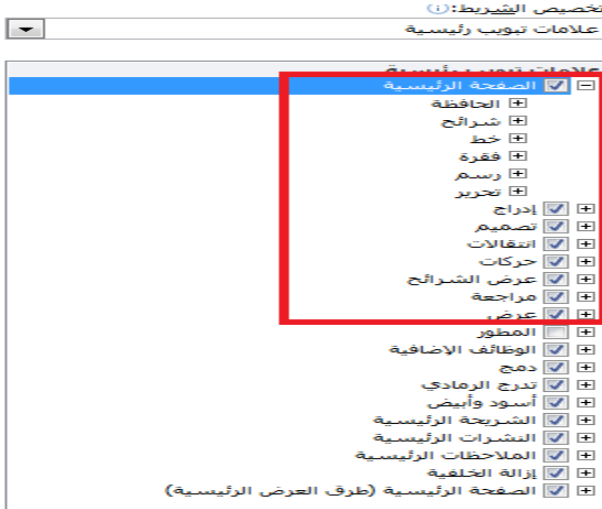 تخصيص الشريط:
علامات تبويب رئيسية
علامات تبويب رئيسية
الصفحة الرئيسية
الحافظة
شرائح
خط
فقرة
رسم
تحرير
إدراج
تصميم
انتقالات
حركات
عرض الشرائح
مراجعة
عرض
المطور
الوظائف الإضافية
دمج
تدرج الرمادي
أسود وأبيض
الشريحة الرئيسية
النشرات الرئيسية
الملاحظات الرئيسية
إزالة الخلفية
الصفحة الرئيسية (طرق العرض الرئيسية)